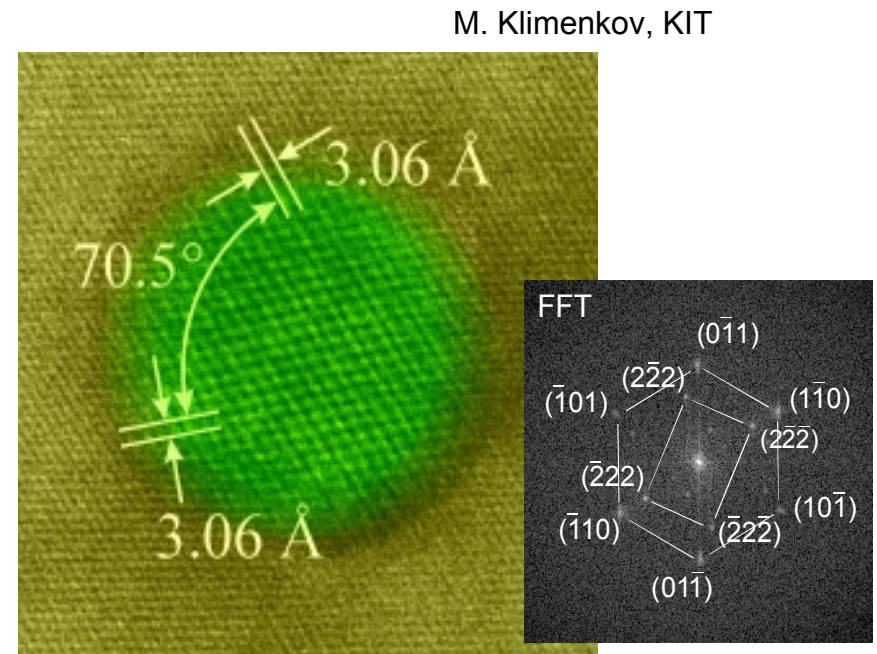 M. Klimenkov, KIT
3.06 Å
70.5°
3.06 Å
FFT
(01̅1)
(22̅2)
(1̅01)
(11̅0)
(22̅2̅)
(2̅22)
(101̅)
(1̅10)
(2̅22̅)
(011̅)